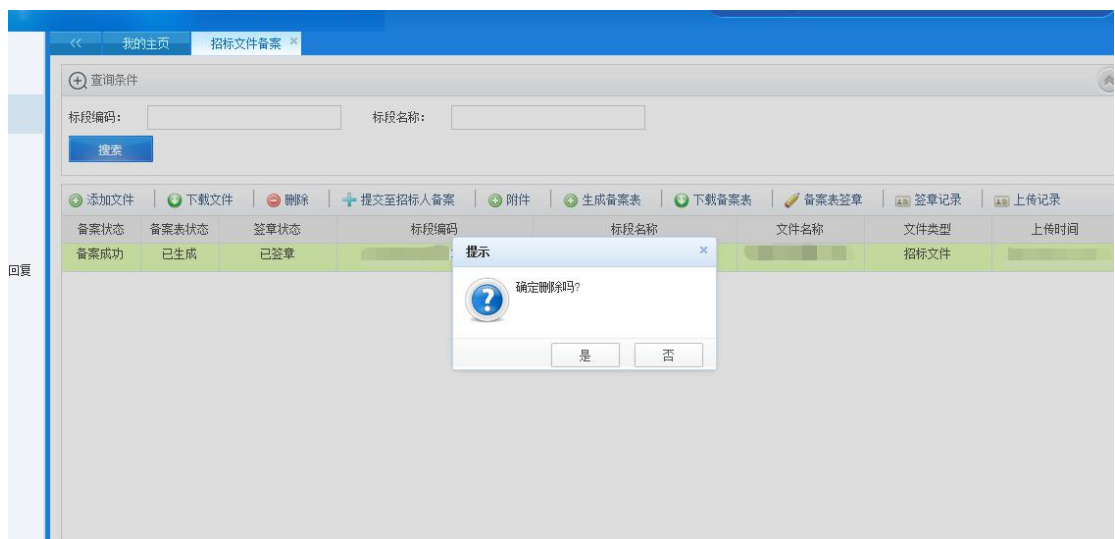 << 我的主页 招标文件备案 ×
查询条件
标段编码： 标段名称：
搜索
添加文件 下载文件 删除 提交至招标人备案 附件 生成备案表 下载备案表 备案表签章 签章记录 上传记录
备案状态 备案表状态 签章状态 标段编码 标段名称 文件名称 文件类型 上传时间
备案成功 已生成 已签章 招标文件
回复
提示 ×
确定删除吗?
是 否